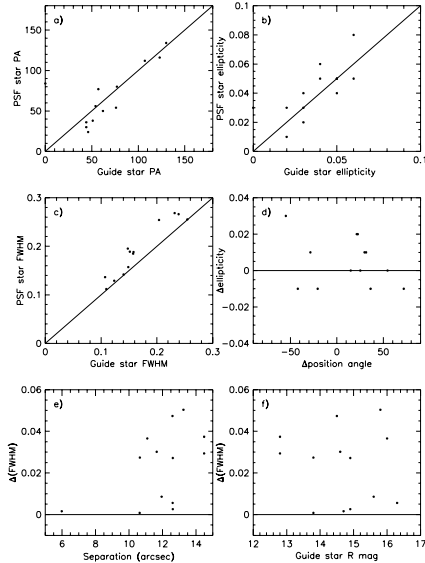 a)
PSF star PA
150
100
50
0
0 50 100 150
Guide star PA
b)
PSF star ellipticity
0.1
0.08
0.06
0.04
0.02
0
0 0.02 0.04 0.06 0.08 0.1
Guide star ellipticity
c)
PSF star FWHM
0.3
0.2
0.1
0
0 0.1 0.2 0.3
Guide star FWHM
d)
Δellipticity
0.04
0.02
0
-0.02
-0.04
-50 0 50
Δposition angle
e)
Δ(FWHM)
0.06
0.04
0.02
0
6 8 10 12 14
Separation (arcsec)
f)
Δ(FWHM)
0.06
0.04
0.02
0
12 13 14 15 16 17
Guide star R mag